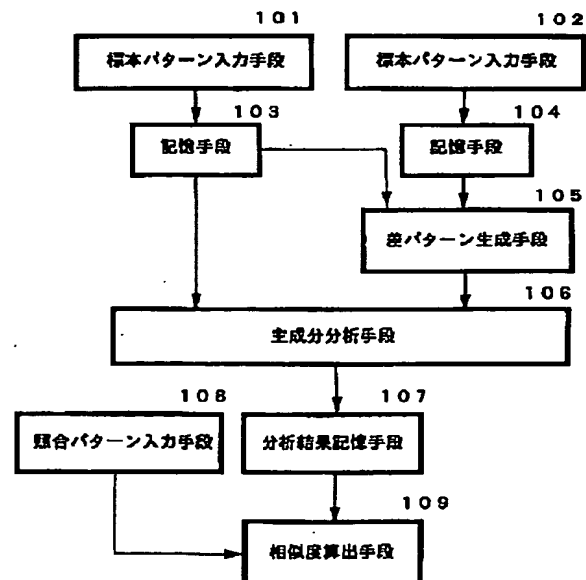 101
標本パターン入力手段
102
標本パターン入力手段
103
記憶手段
104
記憶手段
105
差パターン生成手段
106
主成分分析手段
107
分析結果記憶手段
108
照合パターン入力手段
109
相似度算出手段